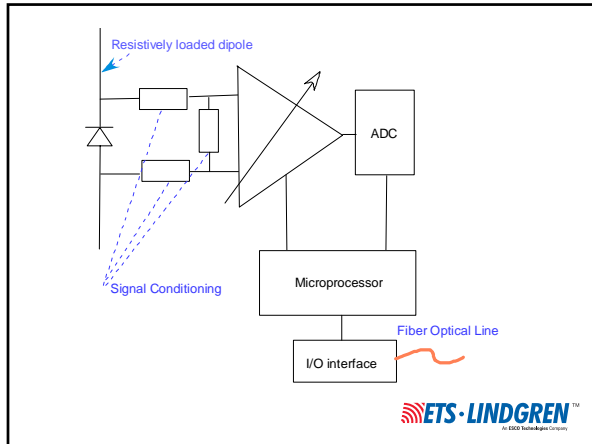 Resistively loaded dipole
ADC
Signal Conditioning
Microprocessor
Fiber Optical Line
I/O interface
ETS·LINDGREN™
An ESCO Technologies Company